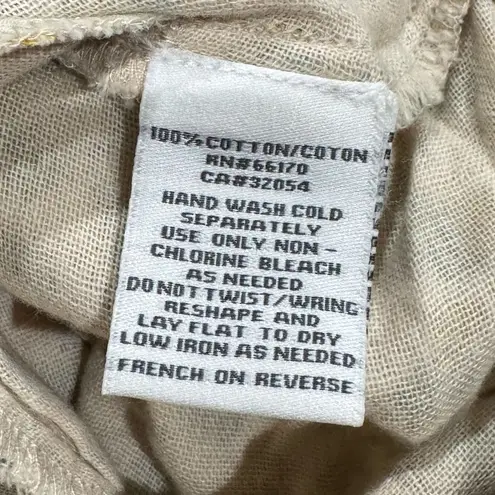 100% COTTON/COTON
RN#66170
CA#32054
HAND WASH COLD
SEPARATELY
USE ONLY NON-
CHLORINE BLEACH
AS NEEDED
DO NOT TWIST/WRING
RESHAPE AND
LAY FLAT TO DRY
LOW IRON AS NEEDED
FRENCH ON REVERSE